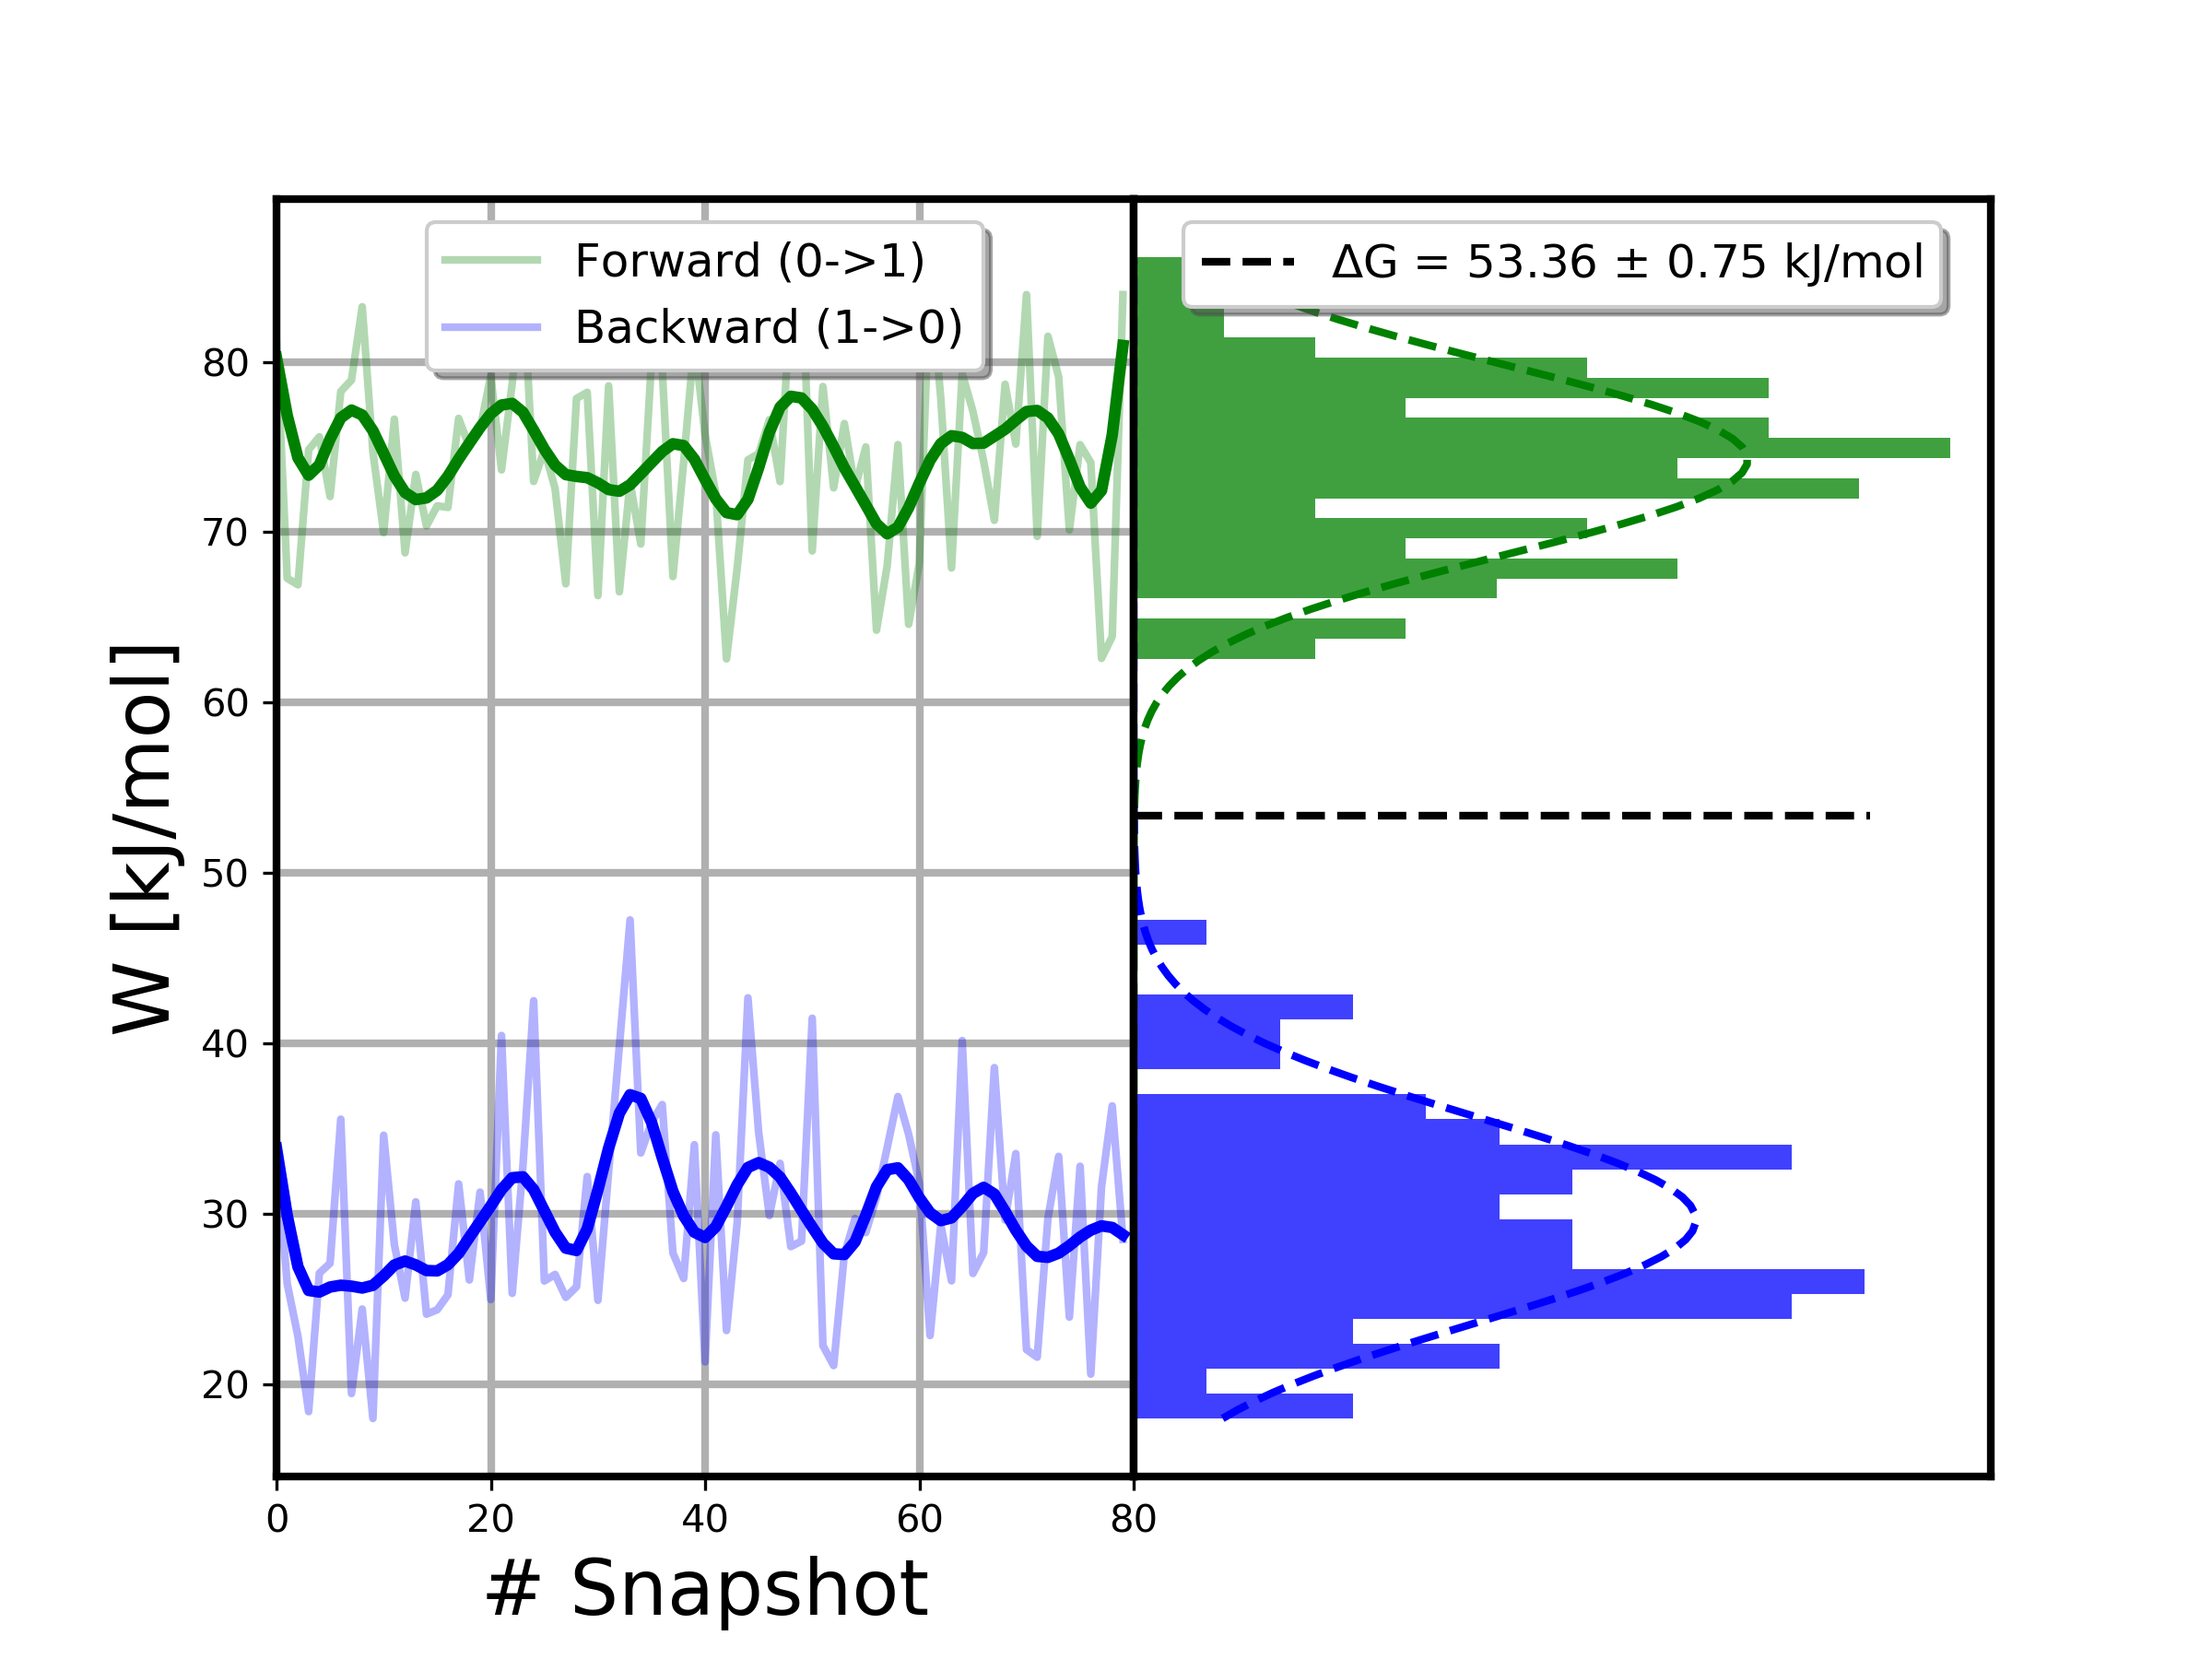 Forward (0->1)
Backward (1->0)
ΔG = 53.36 ± 0.75 kJ/mol
W [kJ/mol]
80
70
60
50
40
30
20
0 20 40 60 80
# Snapshot